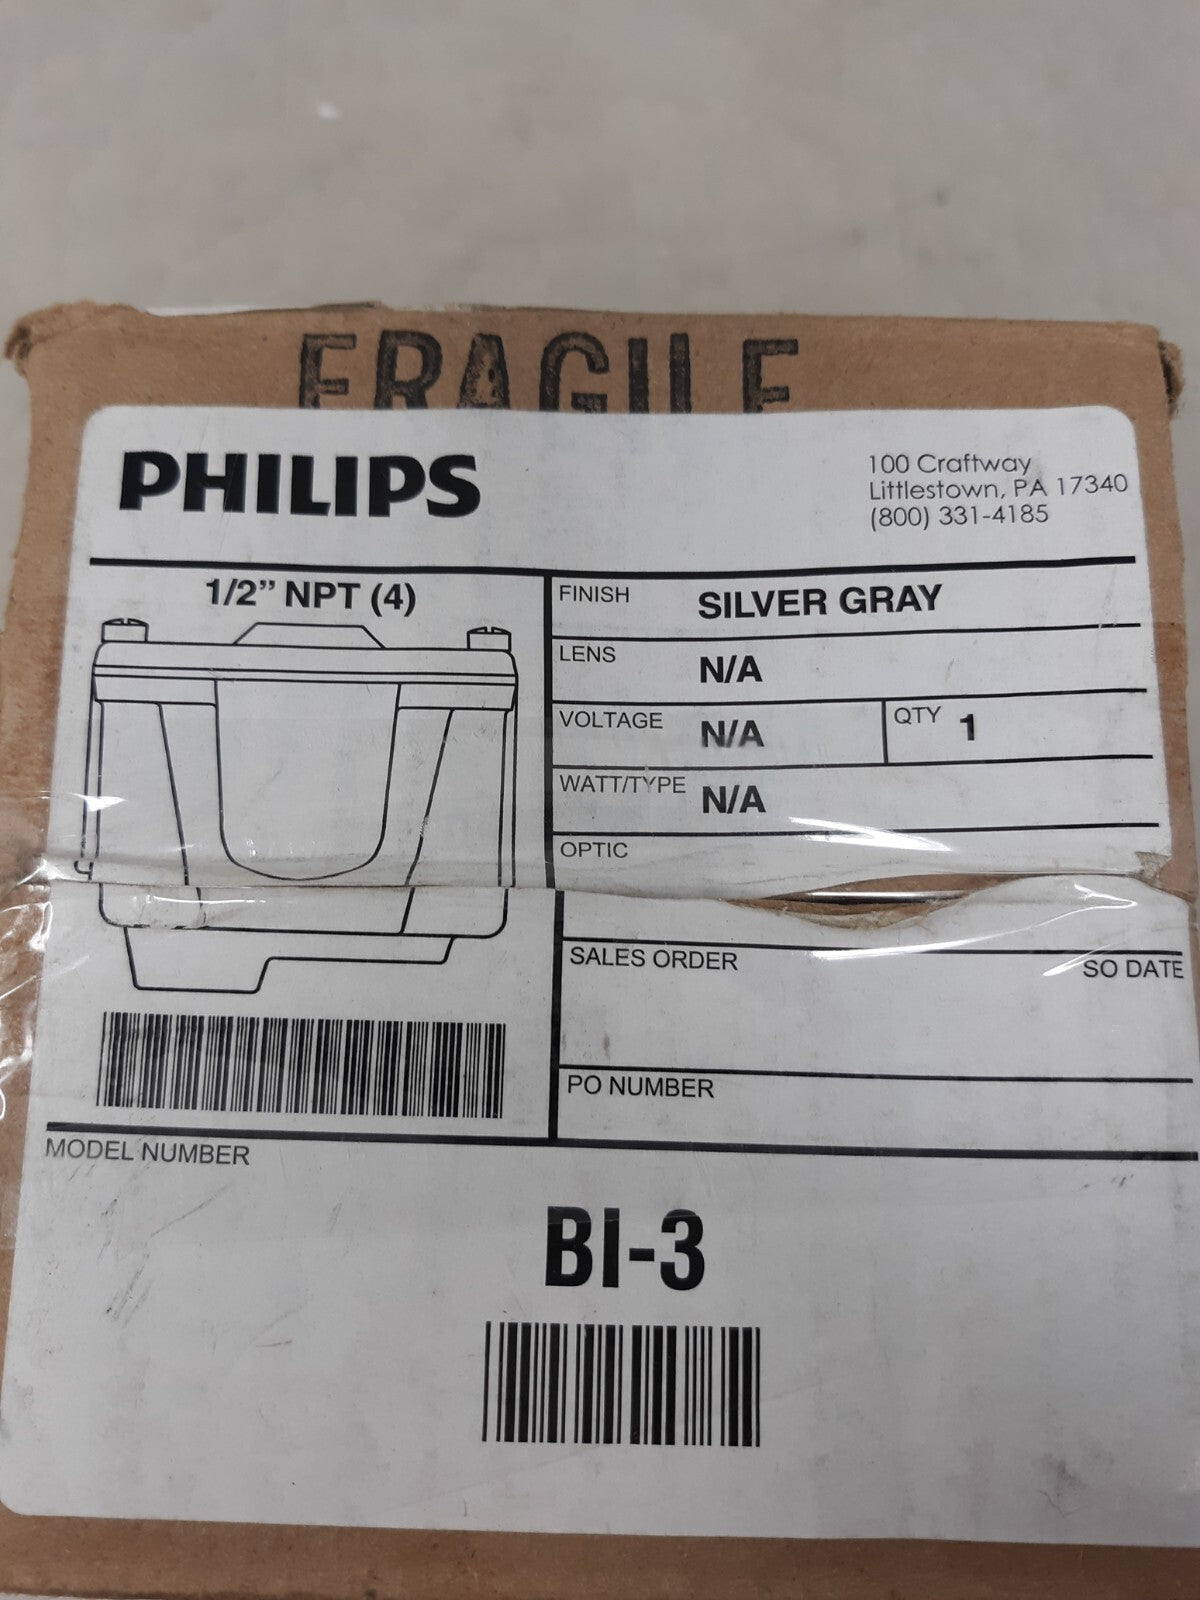 FRAGILE
PHILIPS
100 Craftway
Littlestown, PA 17340
(800) 331-4185
1/2” NPT (4)
FINISH SILVER GRAY
LENS N/A
VOLTAGE N/A QTY 1
WATT/TYPE N/A
OPTIC
SALES ORDER SO DATE
PO NUMBER
MODEL NUMBER
BI-3